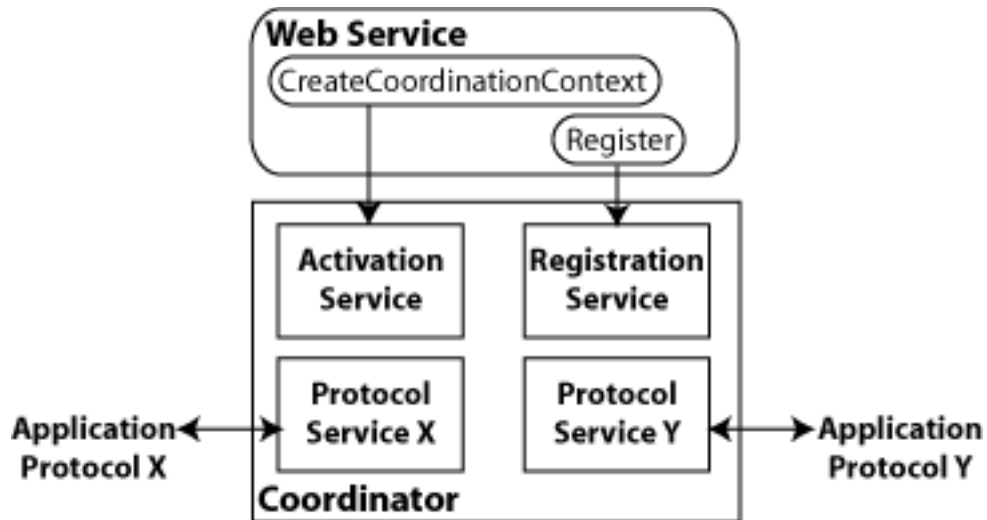 Web Service
CreateCoordinationContext
Register
Activation
Service
Registration
Service
Protocol
Service X
Protocol
Service Y
Application
Protocol X
Application
Protocol Y
Coordinator